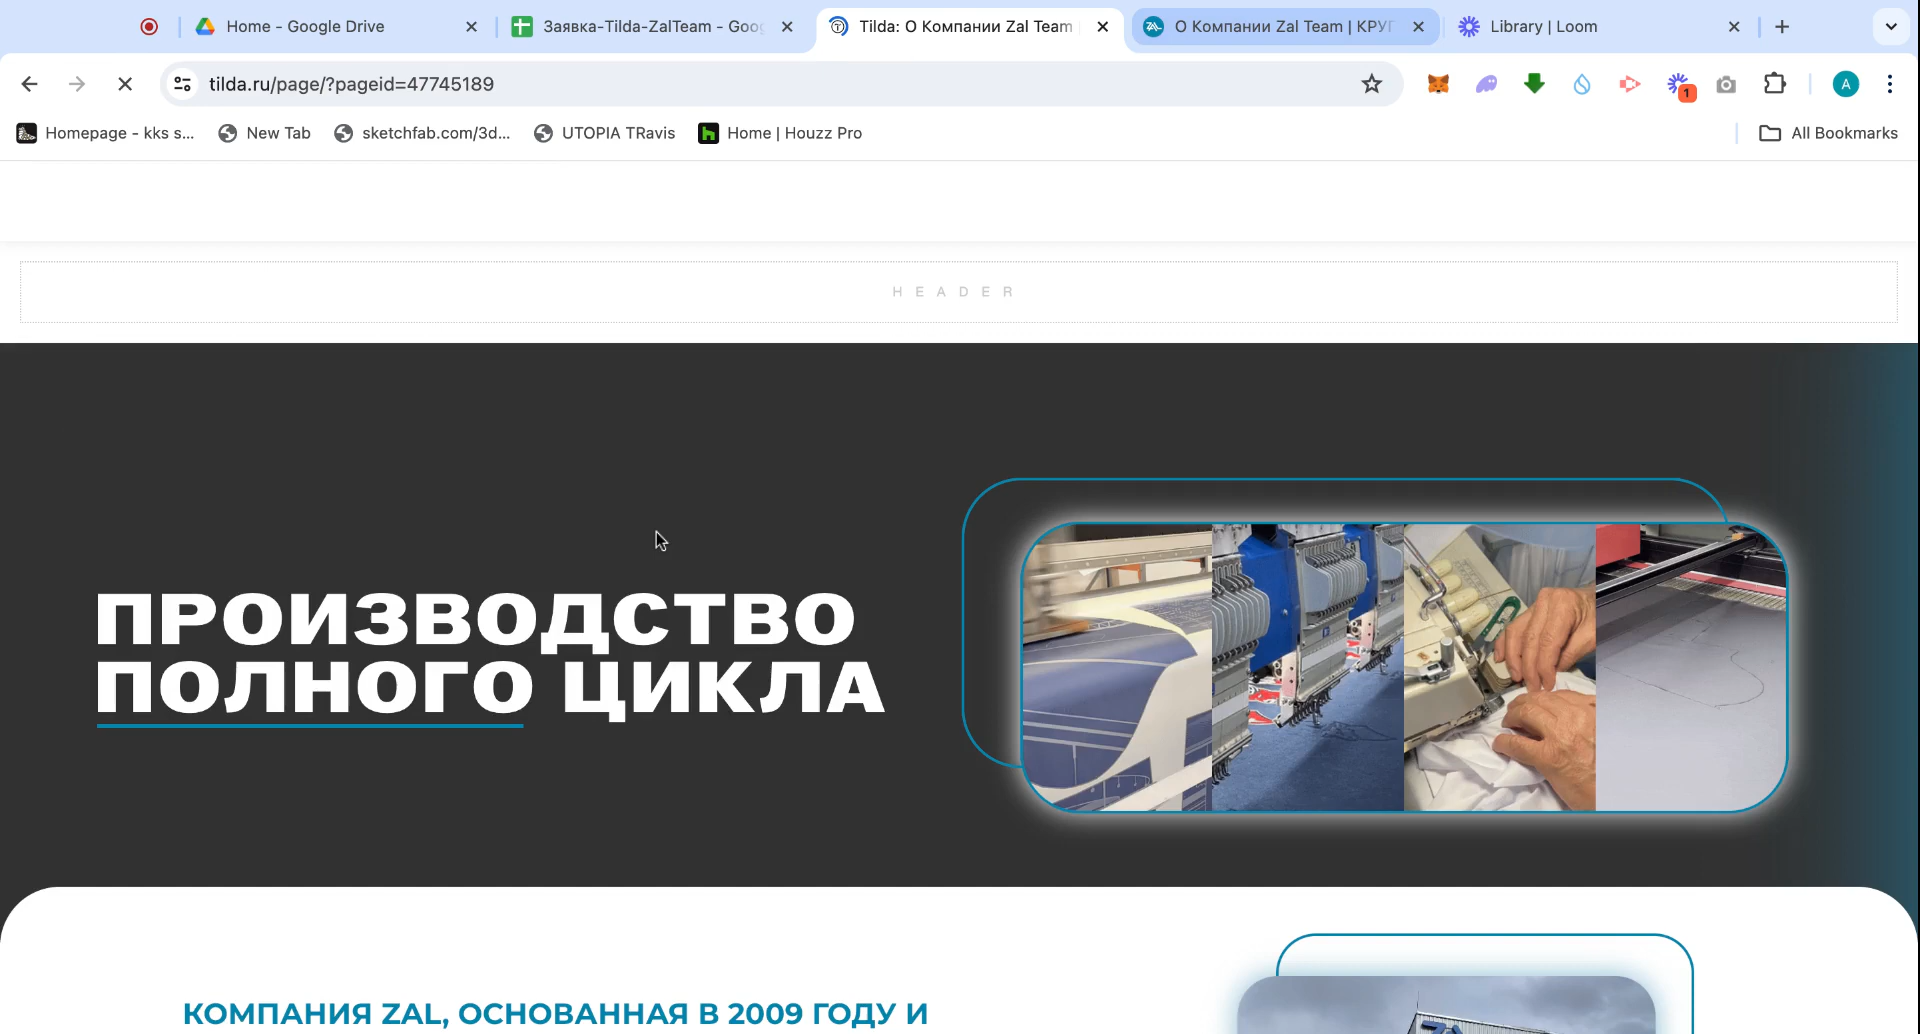 Home - Google Drive
Заявка-Tilda-ZalTeam - Goo
Tilda: О Компании Zal Team
О Компании Zal Team | КРУГ
Library | Loom
tilda.ru/page/?pageid=47745189
1
A
Homepage - kks s...
New Tab
sketchfab.com/3d...
UTOPIA TRavis
Home | Houzz Pro
All Bookmarks
HEADER
ПРОИЗВОДСТВО
ПОЛНОГО ЦИКЛА
КОМПАНИЯ ZAL, ОСНОВАННАЯ В 2009 ГОДУ И